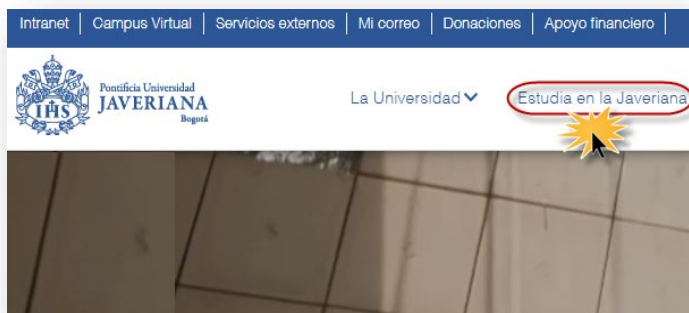 Intranet | Campus Virtual | Servicios externos | Mi correo | Donaciones | Apoyo financiero |
Pontificia Universidad
JAVERIANA
Bogotá
IHS
La Universidad Estudia en la Javeriana